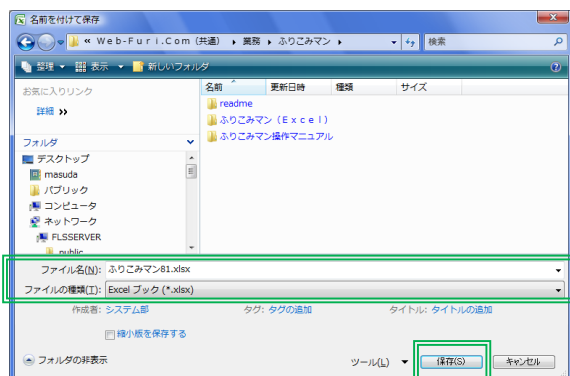 名前を付けて保存
« Ｗｅｂ-Ｆｕｒｉ.Ｃｏｍ（共通） ▸ 業務 ▸ ふりこみマン ▸ 検索
整理 表示 新しいフォルダ
お気に入りリンク
詳細 »
フォルダ
デスクトップ
masuda
パブリック
コンピュータ
ネットワーク
FLSSERVER
public
名前 更新日時 種類 サイズ
readme
ふりこみマン（Ｅｘｃｅｌ）
ふりこみマン操作マニュアル
ファイル名(N): ふりこみマン81.xlsx
ファイルの種類(T): Excel ブック (*.xlsx)
作成者: システム部 タグ: タグの追加 タイトル: タイトルの追加
縮小版を保存する
フォルダの非表示 ツール(L) 保存(S) キャンセル